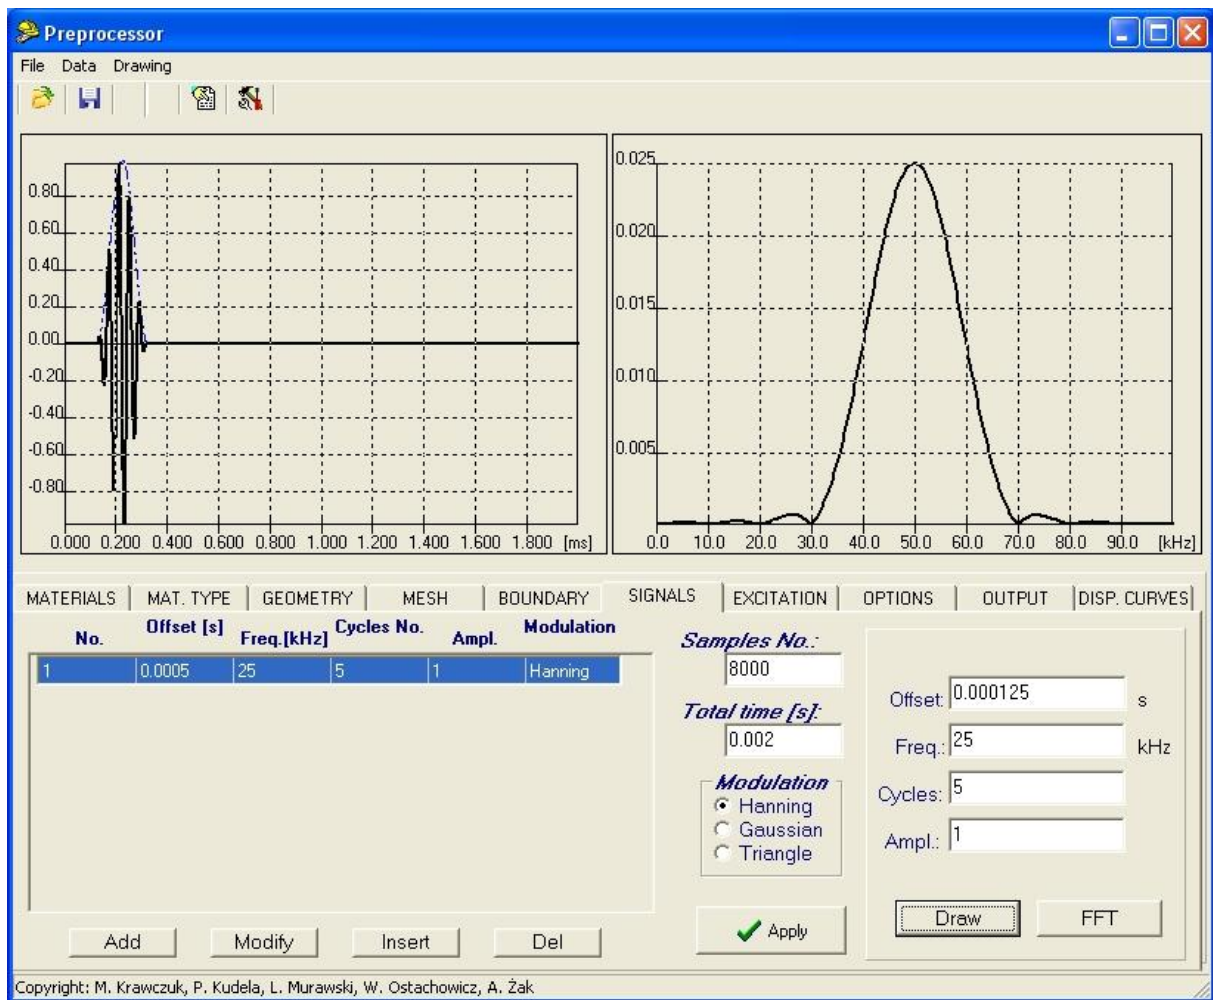 Preprocessor
File Data Drawing
0.80
0.60
0.40
0.20
0.00
-0.20
-0.40
-0.60
-0.80
0.000 0.200 0.400 0.600 0.800 1.000 1.200 1.400 1.600 1.800 [ms]
0.025
0.020
0.015
0.010
0.005
0.0 10.0 20.0 30.0 40.0 50.0 60.0 70.0 80.0 90.0 [kHz]
MATERIALS MAT. TYPE GEOMETRY MESH BOUNDARY SIGNALS EXCITATION OPTIONS OUTPUT DISP. CURVES
No. Offset [s] Freq.[kHz] Cycles No. Ampl. Modulation
1 0.0005 25 5 1 Hanning
Samples No.:
8000
Total time [s]:
0.002
Modulation
Hanning
Gaussian
Triangle
Apply
Offset: 0.000125 s
Freq.: 25 kHz
Cycles: 5
Ampl.: 1
Draw FFT
Add Modify Insert Del
Copyright: M. Krawczuk, P. Kudela, L. Murawski, W. Ostachowicz, A. Żak